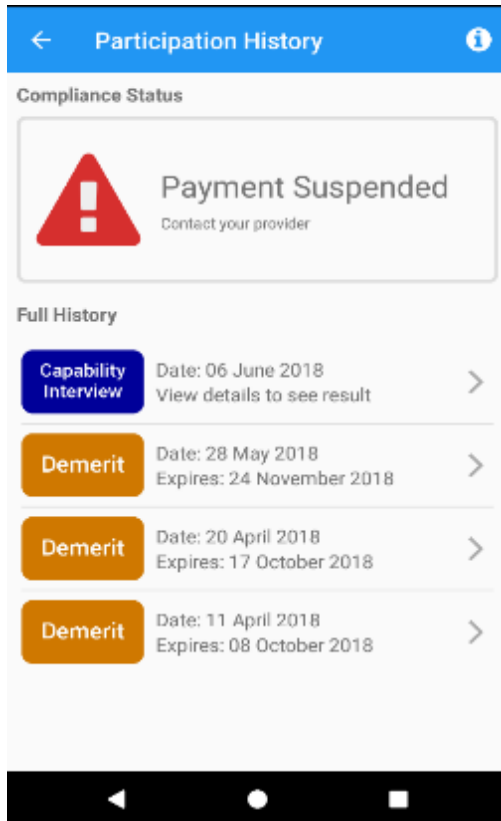 Participation History
Compliance Status
Payment Suspended
Contact your provider
Full History
Capability
Interview
Date: 06 June 2018
View details to see result
Demerit
Date: 28 May 2018
Expires: 24 November 2018
Demerit
Date: 20 April 2018
Expires: 17 October 2018
Demerit
Date: 11 April 2018
Expires: 08 October 2018